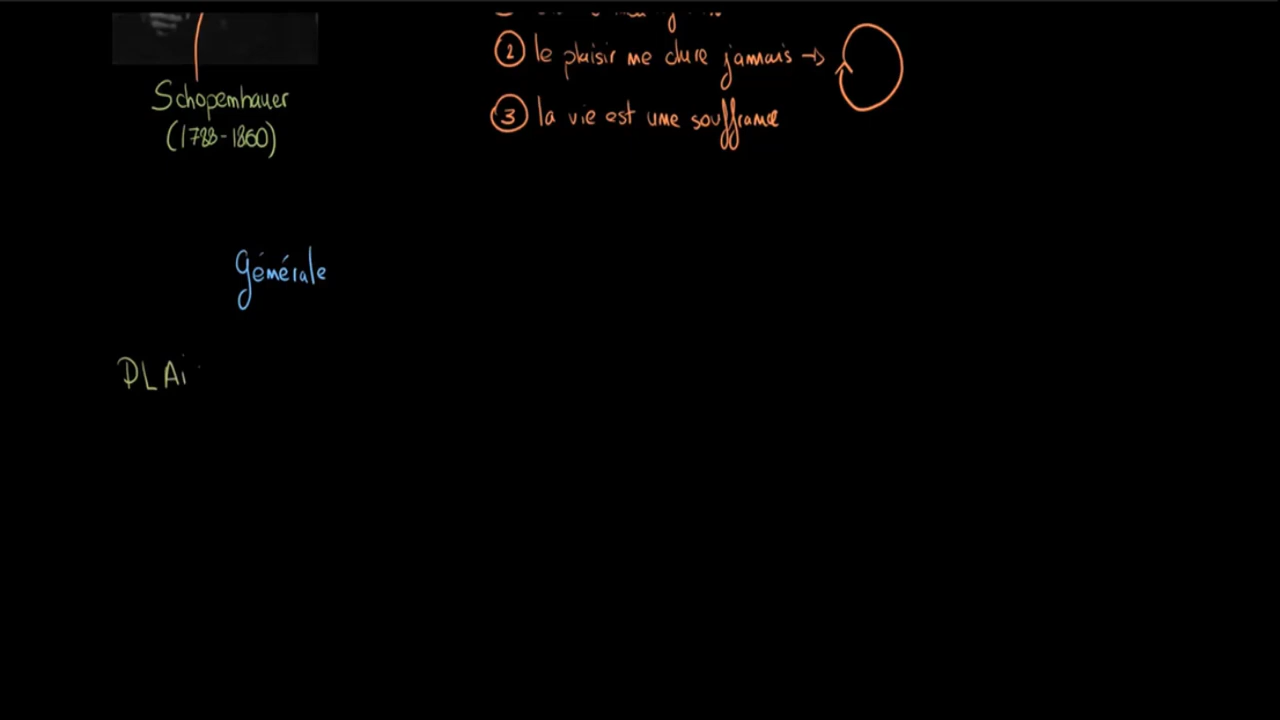 ② le plaisir ne dure jamais →
Schopenhauer
③ la vie est une souffrance
(1788-1860)
Générale
PLAi